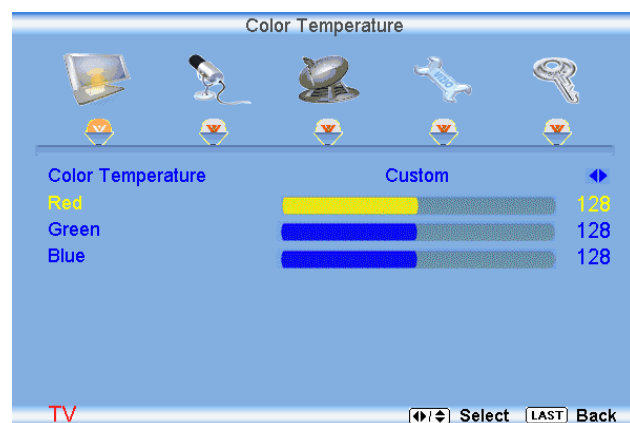 Color Temperature
Color Temperature Custom
Red 128
Green 128
Blue 128
TV Select LAST Back